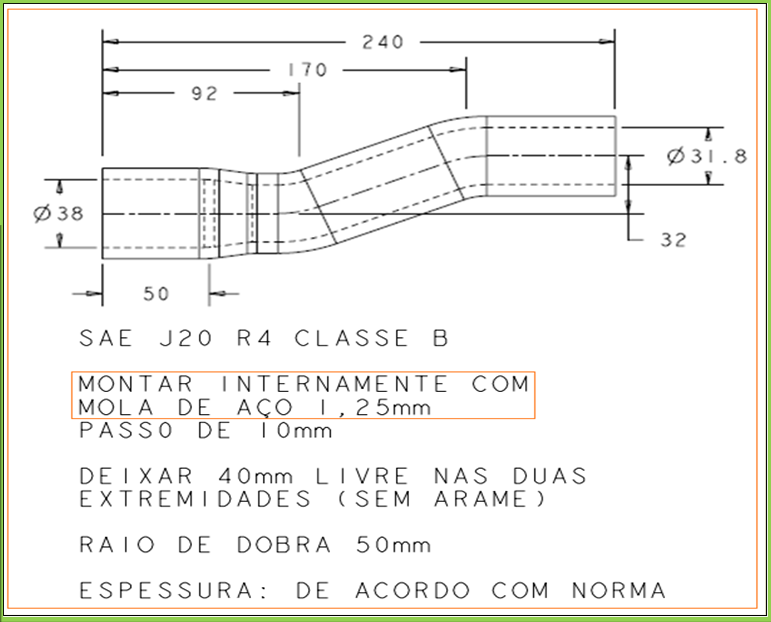 240
170
92
Ø31.8
Ø38
32
50
SAE J20 R4 CLASSE B
MONTAR INTERNAMENTE COM
MOLA DE AÇO 1,25mm
PASSO DE 10mm
DEIXAR 40mm LIVRE NAS DUAS
EXTREMIDADES (SEM ARAME)
RAIO DE DOBRA 50mm
ESPESSURA: DE ACORDO COM NORMA